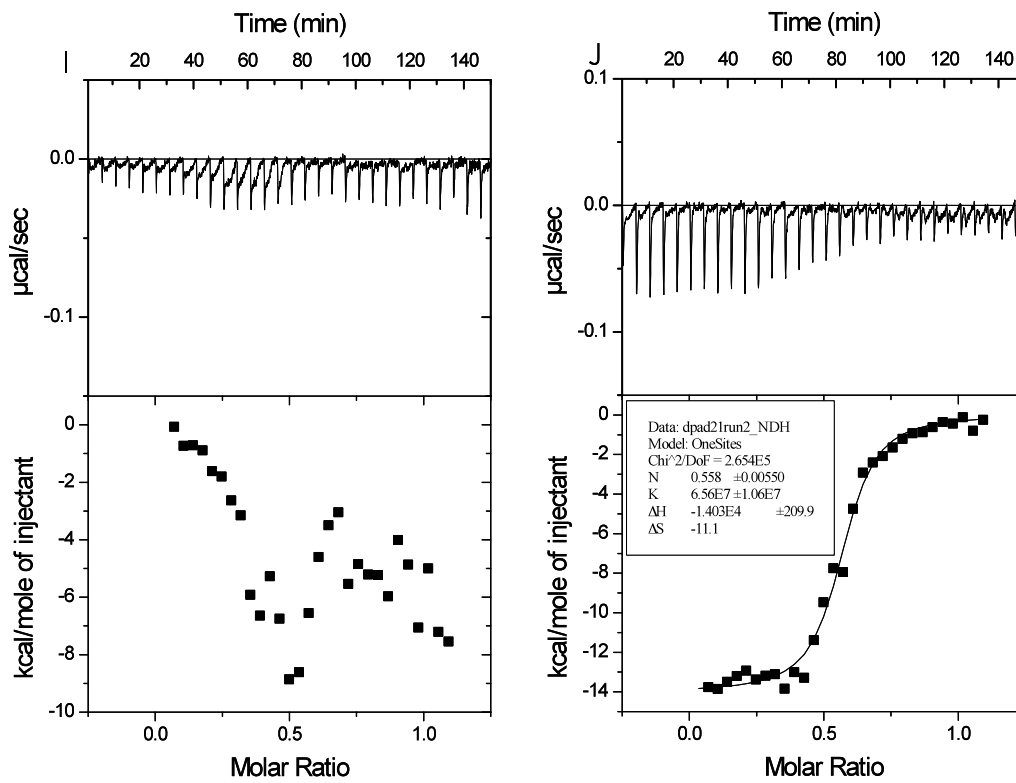 Time (min)
I 20 40 60 80 100 120 140
0.0
-0.1
µcal/sec
0
-2
-4
-6
-8
-10
kcal/mole of injectant
0.0 0.5 1.0
Molar Ratio
Time (min)
J 20 40 60 80 100 120 140
0.1
0.0
-0.1
µcal/sec
0
-2
-4
-6
-8
-10
-12
-14
kcal/mole of injectant
Data: dpad21run2_NDH
Model: OneSites
Chi^2/DoF = 2.654E5
N 0.558 ±0.00550
K 6.56E7 ±1.06E7
ΔH -1.403E4 ±209.9
ΔS -11.1
0.0 0.5 1.0
Molar Ratio